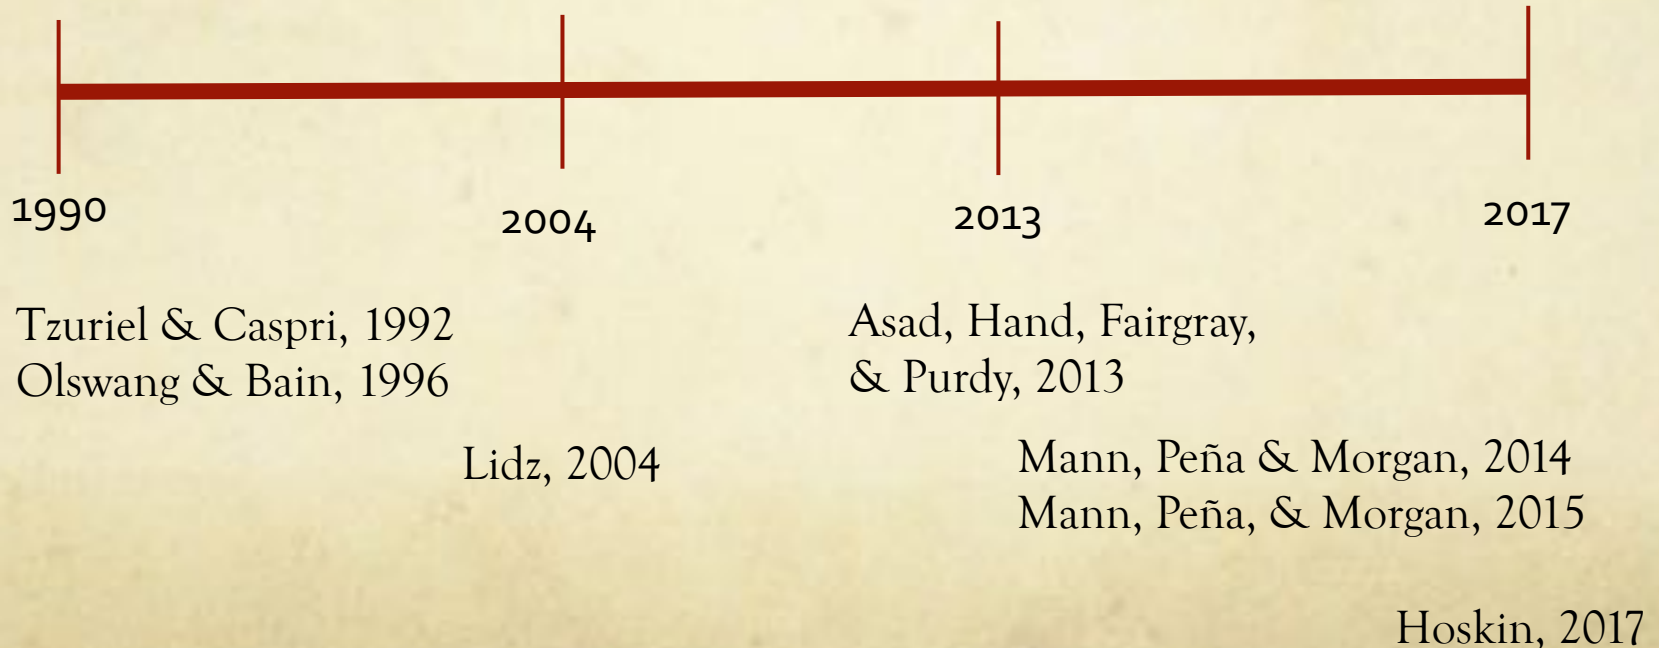 1990
2004
2013
2017
Tzuriel & Caspri, 1992
Olswang & Bain, 1996
Lidz, 2004
Asad, Hand, Fairgray,
& Purdy, 2013
Mann, Peña & Morgan, 2014
Mann, Peña, & Morgan, 2015
Hoskin, 2017